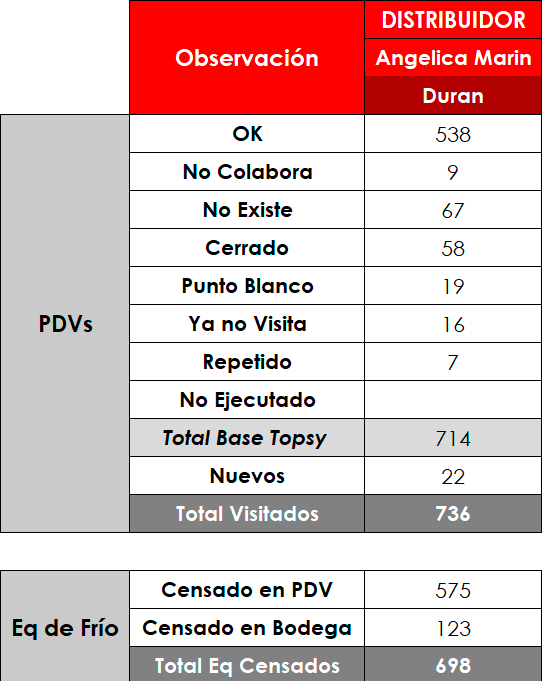 DISTRIBUIDOR
Observación Angelica Marin
Duran
OK 538
No Colabora 9
No Existe 67
Cerrado 58
Punto Blanco 19
PDVs Ya no Visita 16
Repetido 7
No Ejecutado
Total Base Topsy 714
Nuevos 22
Total Visitados 736
Censado en PDV 575
Eq de Frío Censado en Bodega 123
Total Eq Censados 698